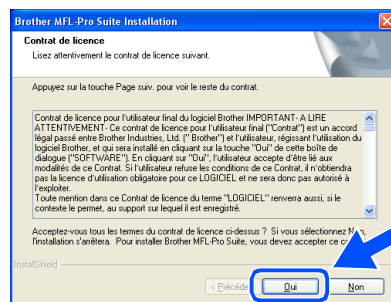 Brother MFL-Pro Suite Installation
Contrat de licence
Lisez attentivement le contrat de licence suivant.
Appuyez sur la touche Page suiv. pour voir le reste du contrat.
Contrat de licence pour l'utilisateur final du logiciel Brother IMPORTANT- A LIRE
ATTENTIVEMENT- Ce contrat de licence pour l'utilisateur final ("Contrat") est un accord
légal passé entre Brother Industries, Ltd. (" Brother") et l'utilisateur, régissant l'utilisation du
logiciel Brother, et qui sera installé en cliquant sur la touche "Oui" de cette boîte de
dialogue ("SOFTWARE"). En cliquant sur "Oui", l'utilisateur accepte d'être lié aux
modalités de ce Contrat. Si l'utilisateur refuse les conditions de ce Contrat, il n'obtiendra
pas la licence d'utilisation obligatoire pour ce LOGICIEL et ne sera donc pas autorisé à
l'exploiter.
Toute mention dans ce Contrat de licence du terme "LOGICIEL" renverra aussi, si le
contexte le permet, au support sur lequel il est enregistré.
Acceptez-vous tous les termes du contrat de licence ci-dessus ? Si vous sélectionnez Non,
l'installation s'arrêtera. Pour installer Brother MFL-Pro Suite, vous devez accepter ce
InstallShield
< Précéde Oui Non